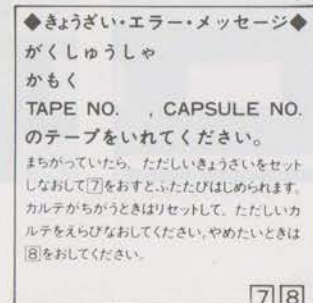 ◆きょうざい・エラー・メッセージ◆
がくしゅうしゃ
かもく
TAPE NO.　, CAPSULE NO.
のテープをいれてください。
まちがっていたら、ただしいきょうざいをセット
しなおして7をおすとふたたびはじめられます。
カルテがちがうときはリセットして、ただしいカ
ルテをえらびなおしてください。やめたいときは
8をおしてください。
7 8